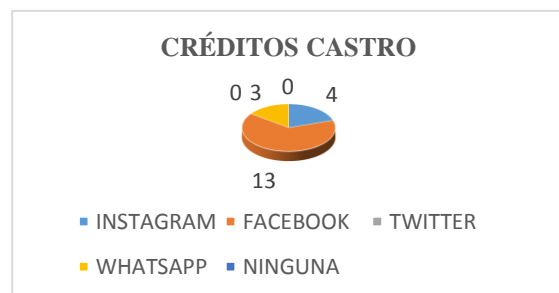 CRÉDITOS CASTRO
0 3 0 4
13
INSTAGRAM FACEBOOK TWITTER
WHATSAPP NINGUNA